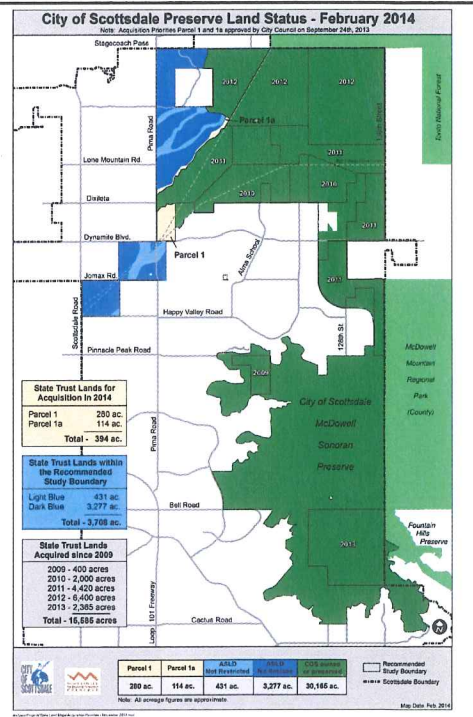 City of Scottsdale Preserve Land Status - February 2014
Note: Acquisition Priorities Parcel 1 and 1a approved by City Council on September 24th, 2013
Stagecoach Pass
2012
2012
2012
Tonto National Forest
Pima Road
Parcel 1a
Lone Mountain Rd.
2011
2013
Dixileta
2010
2010
2011
Dynamite Blvd.
Parcel 1
Alma School
Jomax Rd.
Scottsdale Road
Happy Valley Road
128th St
Pinnacle Peak Road
2009
McDowell
Mountain
Regional
Park
(County)
City of Scottsdale
McDowell
Sonoran
Preserve
State Trust Lands for
Acquisition in 2014
Parcel 1 280 ac.
Parcel 1a 114 ac.
Total - 394 ac.
Pima Road
State Trust Lands within
the Recommended
Study Boundary
Light Blue 431 ac.
Dark Blue 3,277 ac.
Total - 3,708 ac.
Bell Road
Fountain
Hills
Preserve
State Trust Lands
Acquired since 2009
2009 - 400 acres
2010 - 2,000 acres
2011 - 4,420 acres
2012 - 6,400 acres
2013 - 2,365 acres
Total - 15,585 acres
Loop 101 Freeway
Cactus Road
N
CITY OF SCOTTSDALE
Parcel 1 Parcel 1a ASLD Not Restricted ASLD COS owned or preserved
280 ac. 114 ac. 431 ac. 3,277 ac. 30,165 ac.
Note: All acreage figures are approximate.
Recommended
Study Boundary
Scottsdale Boundary
Map Date Feb. 2014